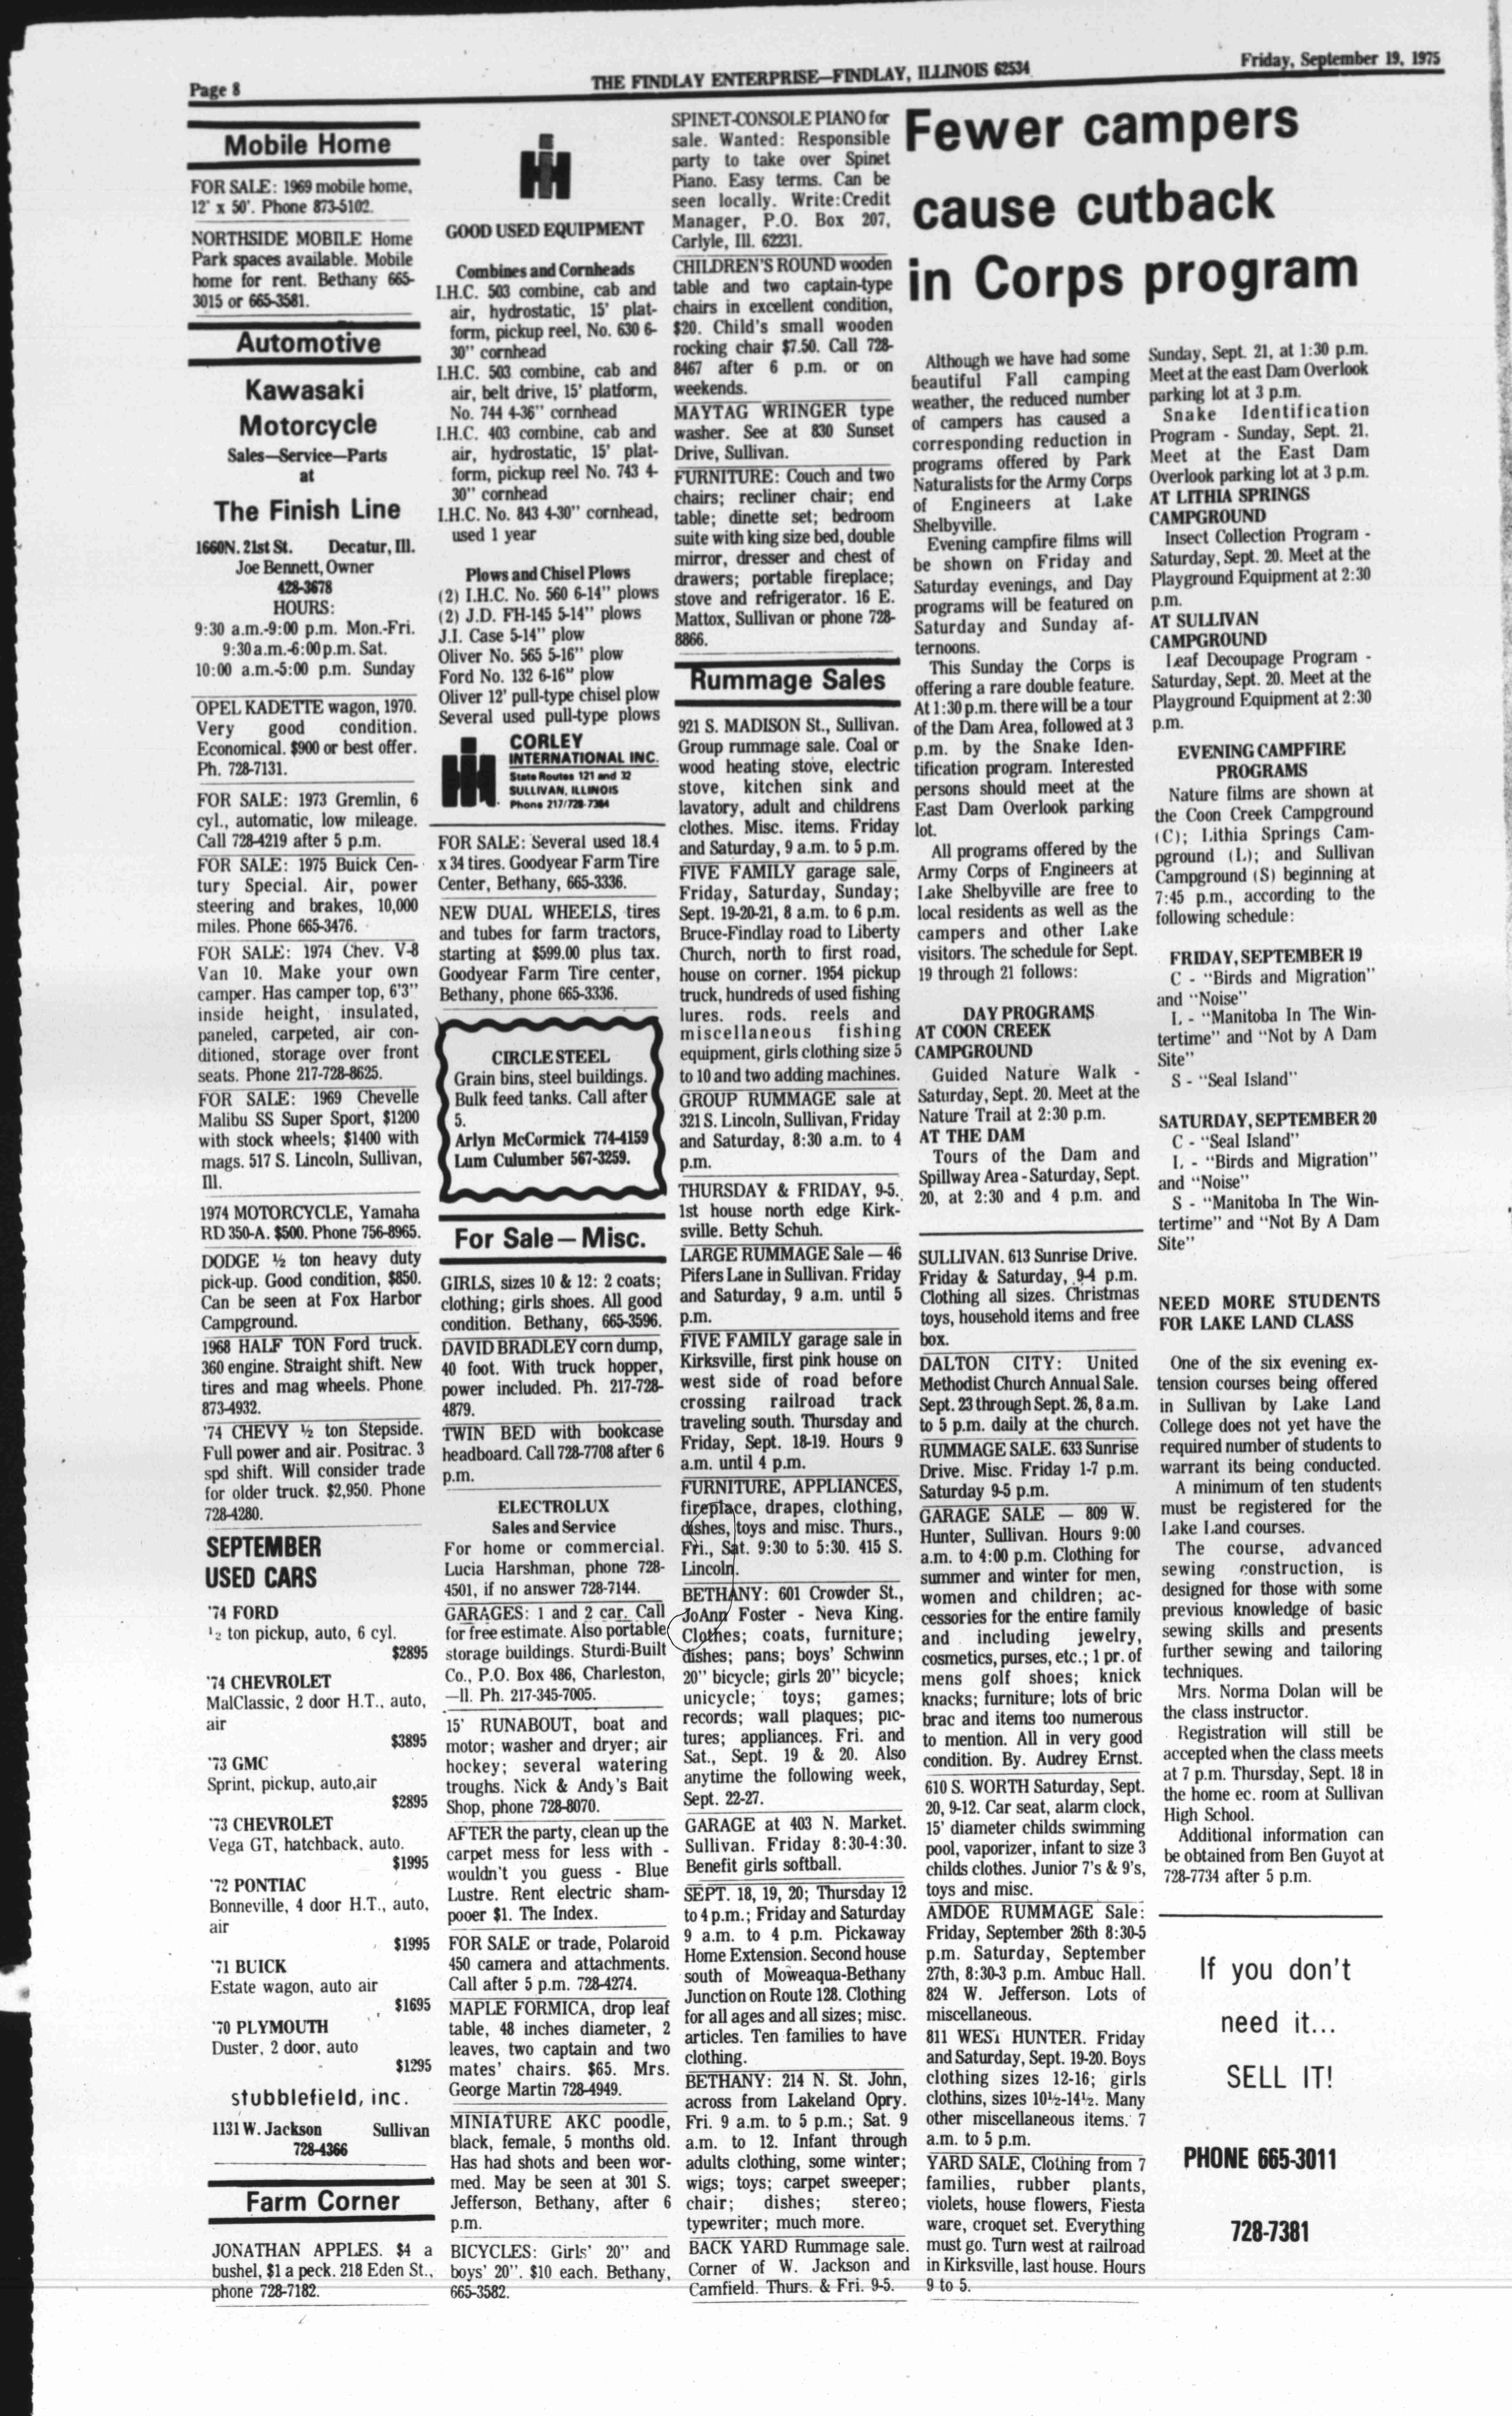 Page 8
THE FINDLAY ENTERPRISE—FINDLAY, ILLINOIS 62534
Friday, September 19, 1975
Mobile Home
FOR SALE: 1969 mobile home,
12' x 50'. Phone 873-5102.
NORTHSIDE MOBILE Home
Park spaces available. Mobile
home for rent. Bethany 665-
3015 or 665-3581.
Automotive
Kawasaki
Motorcycle
Sales—Service—Parts
at
The Finish Line
1660N. 21st St. Decatur, Ill.
Joe Bennett, Owner
428-3678
HOURS:
9:30 a.m.-9:00 p.m. Mon.-Fri.
9:30 a.m.-6:00 p.m. Sat.
10:00 a.m.-5:00 p.m. Sunday
OPEL KADETTE wagon, 1970.
Very good condition.
Economical. $900 or best offer.
Ph. 728-7131.
FOR SALE: 1973 Gremlin, 6
cyl., automatic, low mileage.
Call 728-4219 after 5 p.m.
FOR SALE: 1975 Buick Cen-
tury Special. Air, power
steering and brakes, 10,000
miles. Phone 665-3476.
FOR SALE: 1974 Chev. V-8
Van 10. Make your own
camper. Has camper top, 6'3"
inside height, insulated,
paneled, carpeted, air con-
ditioned, storage over front
seats. Phone 217-728-8625.
FOR SALE: 1969 Chevelle
Malibu SS Super Sport, $1200
with stock wheels; $1400 with
mags. 517 S. Lincoln, Sullivan,
Ill.
1974 MOTORCYCLE, Yamaha
RD 350-A. $500. Phone 756-8965.
DODGE ½ ton heavy duty
pick-up. Good condition, $850.
Can be seen at Fox Harbor
Campground.
1968 HALF TON Ford truck.
360 engine. Straight shift. New
tires and mag wheels. Phone
873-4932.
'74 CHEVY ½ ton Stepside.
Full power and air. Positrac. 3
spd shift. Will consider trade
for older truck. $2,950. Phone
728-4280.
SEPTEMBER
USED CARS
'74 FORD
½ ton pickup, auto, 6 cyl.
$2895
'74 CHEVROLET
MalClassic, 2 door H.T., auto,
air
$3895
'73 GMC
Sprint, pickup, auto,air
$2895
'73 CHEVROLET
Vega GT, hatchback, auto.
$1995
'72 PONTIAC
Bonneville, 4 door H.T., auto,
air
$1995
'71 BUICK
Estate wagon, auto air
$1695
'70 PLYMOUTH
Duster, 2 door, auto
$1295
stubblefield, inc.
1131 W. Jackson Sullivan
728-4366
Farm Corner
JONATHAN APPLES. $4 a
bushel, $1 a peck. 218 Eden St.,
phone 728-7182.
IH
GOOD USED EQUIPMENT
Combines and Cornheads
I.H.C. 503 combine, cab and
air, hydrostatic, 15' plat-
form, pickup reel, No. 630 6-
30" cornhead
I.H.C. 503 combine, cab and
air, belt drive, 15' platform,
No. 744 4-36" cornhead
I.H.C. 403 combine, cab and
air, hydrostatic, 15' plat-
form, pickup reel No. 743 4-
30" cornhead
I.H.C. No. 843 4-30" cornhead,
used 1 year
Plows and Chisel Plows
(2) I.H.C. No. 560 6-14" plows
(2) J.D. FH-145 5-14" plows
J.I. Case 5-14" plow
Oliver No. 565 5-16" plow
Ford No. 132 6-16" plow
Oliver 12' pull-type chisel plow
Several used pull-type plows
IH
CORLEY
INTERNATIONAL INC.
State Routes 121 and 32
SULLIVAN, ILLINOIS
Phone 217/728-7384
FOR SALE: Several used 18.4
x 34 tires. Goodyear Farm Tire
Center, Bethany, 665-3336.
NEW DUAL WHEELS, tires
and tubes for farm tractors,
starting at $599.00 plus tax.
Goodyear Farm Tire center,
Bethany, phone 665-3336.
CIRCLE STEEL
Grain bins, steel buildings.
Bulk feed tanks. Call after
5.
Arlyn McCormick 774-4159
Lum Culumber 567-3259.
For Sale—Misc.
GIRLS, sizes 10 & 12: 2 coats;
clothing; girls shoes. All good
condition. Bethany, 665-3596.
DAVID BRADLEY corn dump,
40 foot. With truck hopper,
power included. Ph. 217-728-
4879.
TWIN BED with bookcase
headboard. Call 728-7708 after 6
p.m.
ELECTROLUX
Sales and Service
For home or commercial.
Lucia Harshman, phone 728-
4501, if no answer 728-7144.
GARAGES: 1 and 2 car. Call
for free estimate. Also portable
storage buildings. Sturdi-Built
Co., P.O. Box 486, Charleston,
—Il. Ph. 217-345-7005.
15' RUNABOUT, boat and
motor; washer and dryer; air
hockey; several watering
troughs. Nick & Andy's Bait
Shop, phone 728-8070.
AFTER the party, clean up the
carpet mess for less with -
wouldn't you guess - Blue
Lustre. Rent electric sham-
pooer $1. The Index.
FOR SALE or trade, Polaroid
450 camera and attachments.
Call after 5 p.m. 728-4274.
MAPLE FORMICA, drop leaf
table, 48 inches diameter, 2
leaves, two captain and two
mates' chairs. $65. Mrs.
George Martin 728-4949.
MINIATURE AKC poodle,
black, female, 5 months old.
Has had shots and been wor-
med. May be seen at 301 S.
Jefferson, Bethany, after 6
p.m.
BICYCLES: Girls' 20" and
boys' 20". $10 each. Bethany,
665-3582.
SPINET-CONSOLE PIANO for
sale. Wanted: Responsible
party to take over Spinet
Piano. Easy terms. Can be
seen locally. Write:Credit
Manager, P.O. Box 207,
Carlyle, Ill. 62231.
CHILDREN'S ROUND wooden
table and two captain-type
chairs in excellent condition,
$20. Child's small wooden
rocking chair $7.50. Call 728-
8467 after 6 p.m. or on
weekends.
MAYTAG WRINGER type
washer. See at 830 Sunset
Drive, Sullivan.
FURNITURE: Couch and two
chairs; recliner chair; end
table; dinette set; bedroom
suite with king size bed, double
mirror, dresser and chest of
drawers; portable fireplace;
stove and refrigerator. 16 E.
Mattox, Sullivan or phone 728-
8866.
Rummage Sales
921 S. MADISON St., Sullivan.
Group rummage sale. Coal or
wood heating stove, electric
stove, kitchen sink and
lavatory, adult and childrens
clothes. Misc. items. Friday
and Saturday, 9 a.m. to 5 p.m.
FIVE FAMILY garage sale,
Friday, Saturday, Sunday;
Sept. 19-20-21, 8 a.m. to 6 p.m.
Bruce-Findlay road to Liberty
Church, north to first road,
house on corner. 1954 pickup
truck, hundreds of used fishing
lures. rods. reels and
miscellaneous fishing
equipment, girls clothing size 5
to 10 and two adding machines.
GROUP RUMMAGE sale at
321 S. Lincoln, Sullivan, Friday
and Saturday, 8:30 a.m. to 4
p.m.
THURSDAY & FRIDAY, 9-5.
1st house north edge Kirk-
sville. Betty Schuh.
LARGE RUMMAGE Sale — 46
Pifers Lane in Sullivan. Friday
and Saturday, 9 a.m. until 5
p.m.
FIVE FAMILY garage sale in
Kirksville, first pink house on
west side of road before
crossing railroad track
traveling south. Thursday and
Friday, Sept. 18-19. Hours 9
a.m. until 4 p.m.
FURNITURE, APPLIANCES,
fireplace, drapes, clothing,
dishes, toys and misc. Thurs.,
Fri., Sat. 9:30 to 5:30. 415 S.
Lincoln.
BETHANY: 601 Crowder St.,
JoAnn Foster - Neva King.
Clothes; coats, furniture;
dishes; pans; boys' Schwinn
20" bicycle; girls 20" bicycle;
unicycle; toys; games;
records; wall plaques; pic-
tures; appliances. Fri. and
Sat., Sept. 19 & 20. Also
anytime the following week,
Sept. 22-27.
GARAGE at 403 N. Market.
Sullivan. Friday 8:30-4:30.
Benefit girls softball.
SEPT. 18, 19, 20; Thursday 12
to 4 p.m.; Friday and Saturday
9 a.m. to 4 p.m. Pickaway
Home Extension. Second house
south of Moweaqua-Bethany
Junction on Route 128. Clothing
for all ages and all sizes; misc.
articles. Ten families to have
clothing.
BETHANY: 214 N. St. John,
across from Lakeland Opry.
Fri. 9 a.m. to 5 p.m.; Sat. 9
a.m. to 12. Infant through
adults clothing, some winter;
wigs; toys; carpet sweeper;
chair; dishes; stereo;
typewriter; much more.
BACK YARD Rummage sale.
Corner of W. Jackson and
Camfield. Thurs. & Fri. 9-5.
Fewer campers
cause cutback
in Corps program
Although we have had some
beautiful Fall camping
weather, the reduced number
of campers has caused a
corresponding reduction in
programs offered by Park
Naturalists for the Army Corps
of Engineers at Lake
Shelbyville.
Evening campfire films will
be shown on Friday and
Saturday evenings, and Day
programs will be featured on
Saturday and Sunday af-
ternoons.
This Sunday the Corps is
offering a rare double feature.
At 1:30 p.m. there will be a tour
of the Dam Area, followed at 3
p.m. by the Snake Iden-
tification program. Interested
persons should meet at the
East Dam Overlook parking
lot.
All programs offered by the
Army Corps of Engineers at
Lake Shelbyville are free to
local residents as well as the
campers and other Lake
visitors. The schedule for Sept.
19 through 21 follows:
DAY PROGRAMS
AT COON CREEK
CAMPGROUND
Guided Nature Walk -
Saturday, Sept. 20. Meet at the
Nature Trail at 2:30 p.m.
AT THE DAM
Tours of the Dam and
Spillway Area - Saturday, Sept.
20, at 2:30 and 4 p.m. and
SULLIVAN. 613 Sunrise Drive.
Friday & Saturday, 9-4 p.m.
Clothing all sizes. Christmas
toys, household items and free
box.
DALTON CITY: United
Methodist Church Annual Sale.
Sept. 23 through Sept. 26, 8 a.m.
to 5 p.m. daily at the church.
RUMMAGE SALE. 633 Sunrise
Drive. Misc. Friday 1-7 p.m.
Saturday 9-5 p.m.
GARAGE SALE — 809 W.
Hunter, Sullivan. Hours 9:00
a.m. to 4:00 p.m. Clothing for
summer and winter for men,
women and children; ac-
cessories for the entire family
and including jewelry,
cosmetics, purses, etc.; 1 pr. of
mens golf shoes; knick
knacks; furniture; lots of bric
brac and items too numerous
to mention. All in very good
condition. By. Audrey Ernst.
610 S. WORTH Saturday, Sept.
20, 9-12. Car seat, alarm clock,
15' diameter childs swimming
pool, vaporizer, infant to size 3
childs clothes. Junior 7's & 9's,
toys and misc.
AMDOE RUMMAGE Sale:
Friday, September 26th 8:30-5
p.m. Saturday, September
27th, 8:30-3 p.m. Ambuc Hall.
824 W. Jefferson. Lots of
miscellaneous.
811 WEST HUNTER. Friday
and Saturday, Sept. 19-20. Boys
clothing sizes 12-16; girls
clothins, sizes 10½-14½. Many
other miscellaneous items. 7
a.m. to 5 p.m.
YARD SALE, Clothing from 7
families, rubber plants,
violets, house flowers, Fiesta
ware, croquet set. Everything
must go. Turn west at railroad
in Kirksville, last house. Hours
9 to 5.
Sunday, Sept. 21, at 1:30 p.m.
Meet at the east Dam Overlook
parking lot at 3 p.m.
Snake Identification
Program - Sunday, Sept. 21.
Meet at the East Dam
Overlook parking lot at 3 p.m.
AT LITHIA SPRINGS
CAMPGROUND
Insect Collection Program -
Saturday, Sept. 20. Meet at the
Playground Equipment at 2:30
p.m.
AT SULLIVAN
CAMPGROUND
Leaf Decoupage Program -
Saturday, Sept. 20. Meet at the
Playground Equipment at 2:30
p.m.
EVENING CAMPFIRE
PROGRAMS
Nature films are shown at
the Coon Creek Campground
(C); Lithia Springs Cam-
pground (L); and Sullivan
Campground (S) beginning at
7:45 p.m., according to the
following schedule:
FRIDAY, SEPTEMBER 19
C - "Birds and Migration"
and "Noise"
L - "Manitoba In The Win-
tertime" and "Not by A Dam
Site"
S - "Seal Island"
SATURDAY, SEPTEMBER 20
C - "Seal Island"
L - "Birds and Migration"
and "Noise"
S - "Manitoba In The Win-
tertime" and "Not By A Dam
Site"
NEED MORE STUDENTS
FOR LAKE LAND CLASS
One of the six evening ex-
tension courses being offered
in Sullivan by Lake Land
College does not yet have the
required number of students to
warrant its being conducted.
A minimum of ten students
must be registered for the
Lake Land courses.
The course, advanced
sewing construction, is
designed for those with some
previous knowledge of basic
sewing skills and presents
further sewing and tailoring
techniques.
Mrs. Norma Dolan will be
the class instructor.
Registration will still be
accepted when the class meets
at 7 p.m. Thursday, Sept. 18 in
the home ec. room at Sullivan
High School.
Additional information can
be obtained from Ben Guyot at
728-7734 after 5 p.m.
If you don't
need it...
SELL IT!
PHONE 665-3011
728-7381